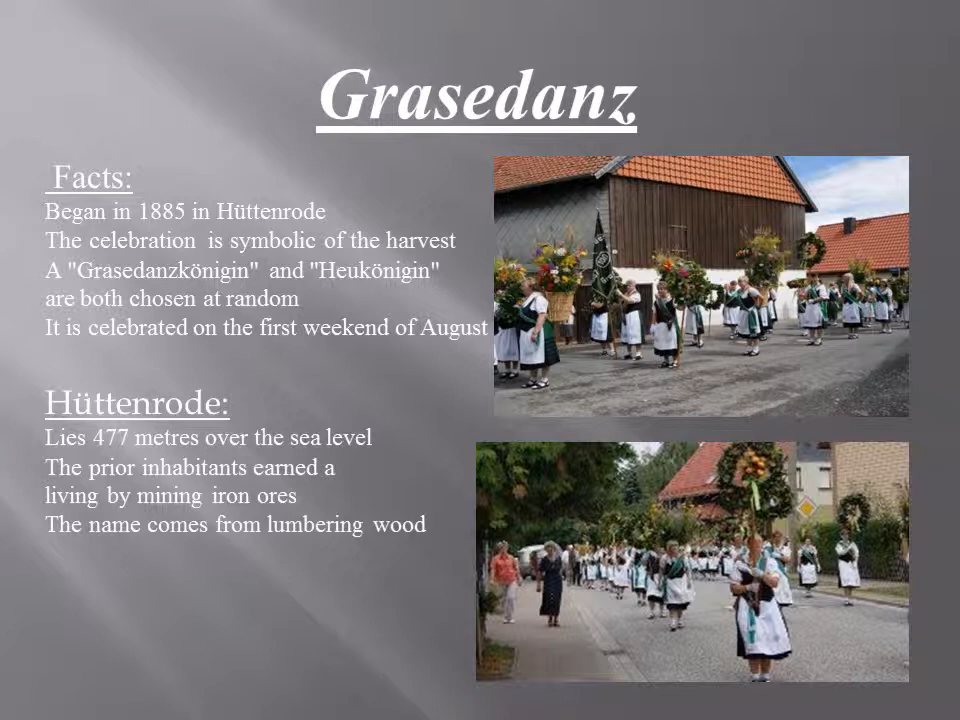 Grasedanz
Facts:
Began in 1885 in Hüttenrode
The celebration is symbolic of the harvest
A "Grasedanzkönigin" and "Heukönigin"
are both chosen at random
It is celebrated on the first weekend of August
Hüttenrode:
Lies 477 metres over the sea level
The prior inhabitants earned a
living by mining iron ores
The name comes from lumbering wood